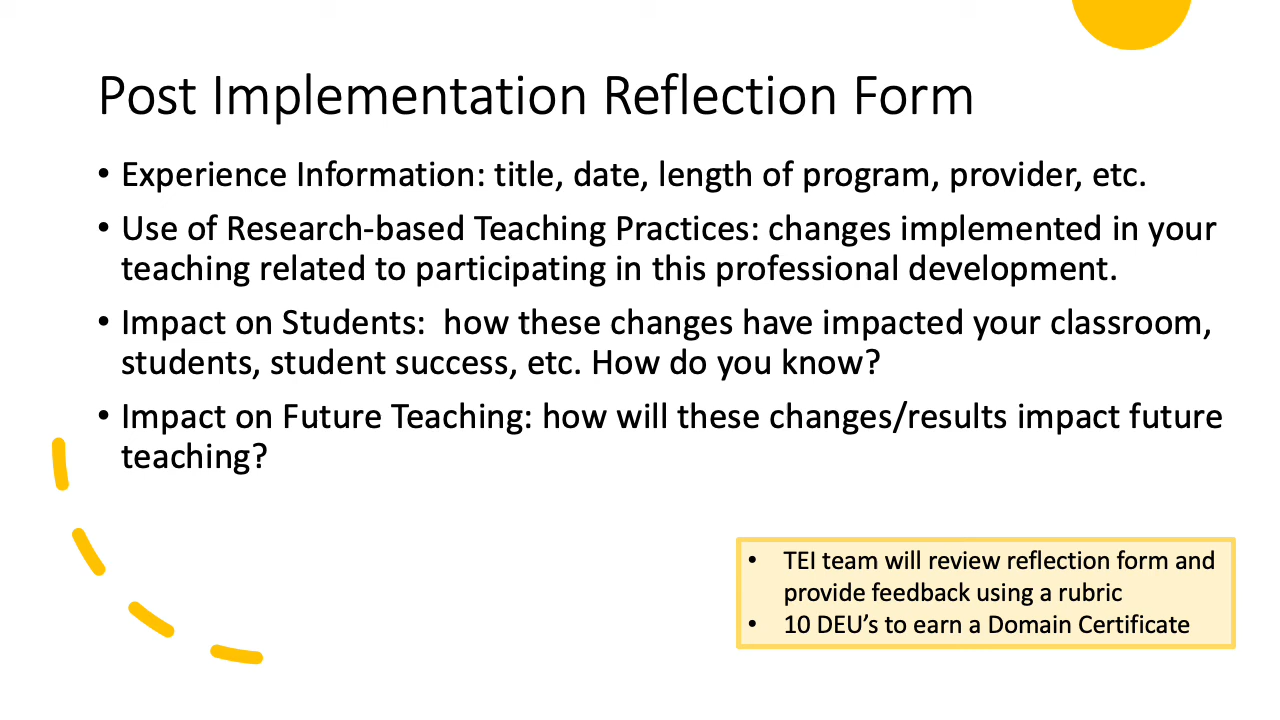 Post Implementation Reflection Form
• Experience Information: title, date, length of program, provider, etc.
• Use of Research-based Teaching Practices: changes implemented in your
teaching related to participating in this professional development.
• Impact on Students:  how these changes have impacted your classroom,
students, student success, etc. How do you know?
• Impact on Future Teaching: how will these changes/results impact future
teaching?
• TEI team will review reflection form and
provide feedback using a rubric
• 10 DEU’s to earn a Domain Certificate